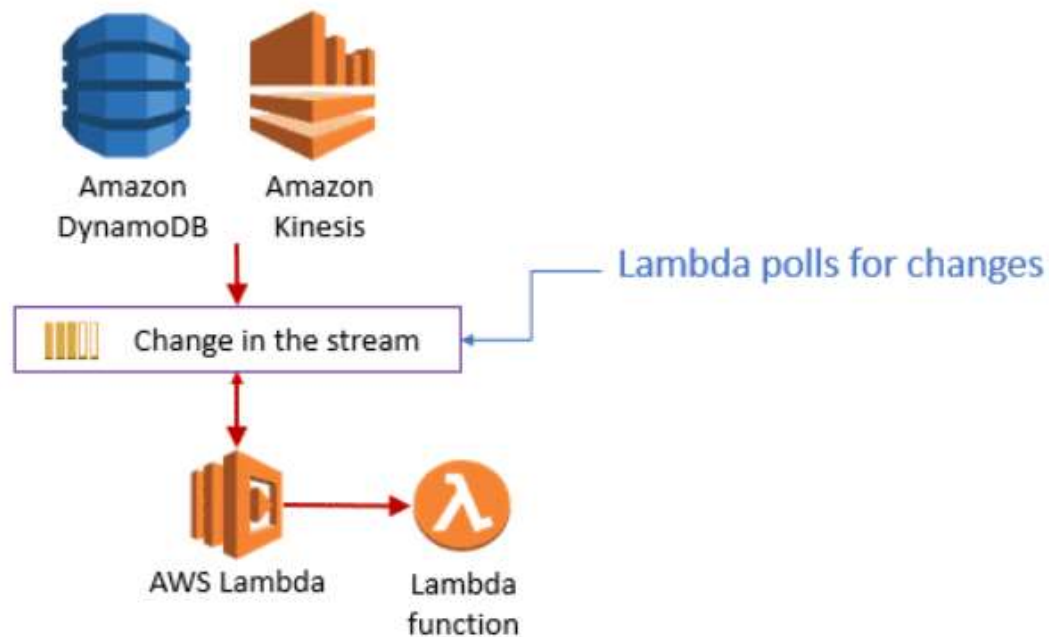 Amazon
DynamoDB
Amazon
Kinesis
Lambda polls for changes
Change in the stream
AWS Lambda
Lambda
function